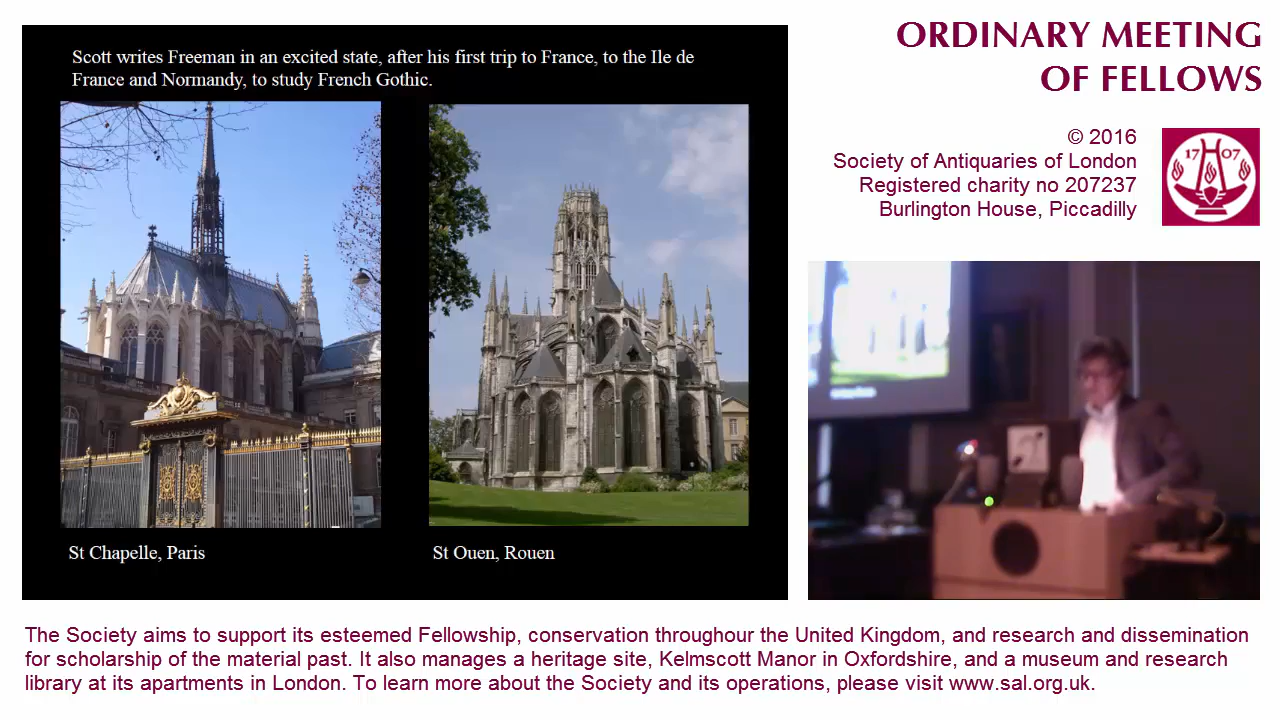 Scott writes Freeman in an excited state, after his first trip to France, to the Ile de
France and Normandy, to study French Gothic.
St Chapelle, Paris
St Ouen, Rouen
ORDINARY MEETING
OF FELLOWS
© 2016
Society of Antiquaries of London
Registered charity no 207237
Burlington House, Piccadilly
17 07
The Society aims to support its esteemed Fellowship, conservation throughour the United Kingdom, and research and dissemination
for scholarship of the material past. It also manages a heritage site, Kelmscott Manor in Oxfordshire, and a museum and research
library at its apartments in London. To learn more about the Society and its operations, please visit www.sal.org.uk.